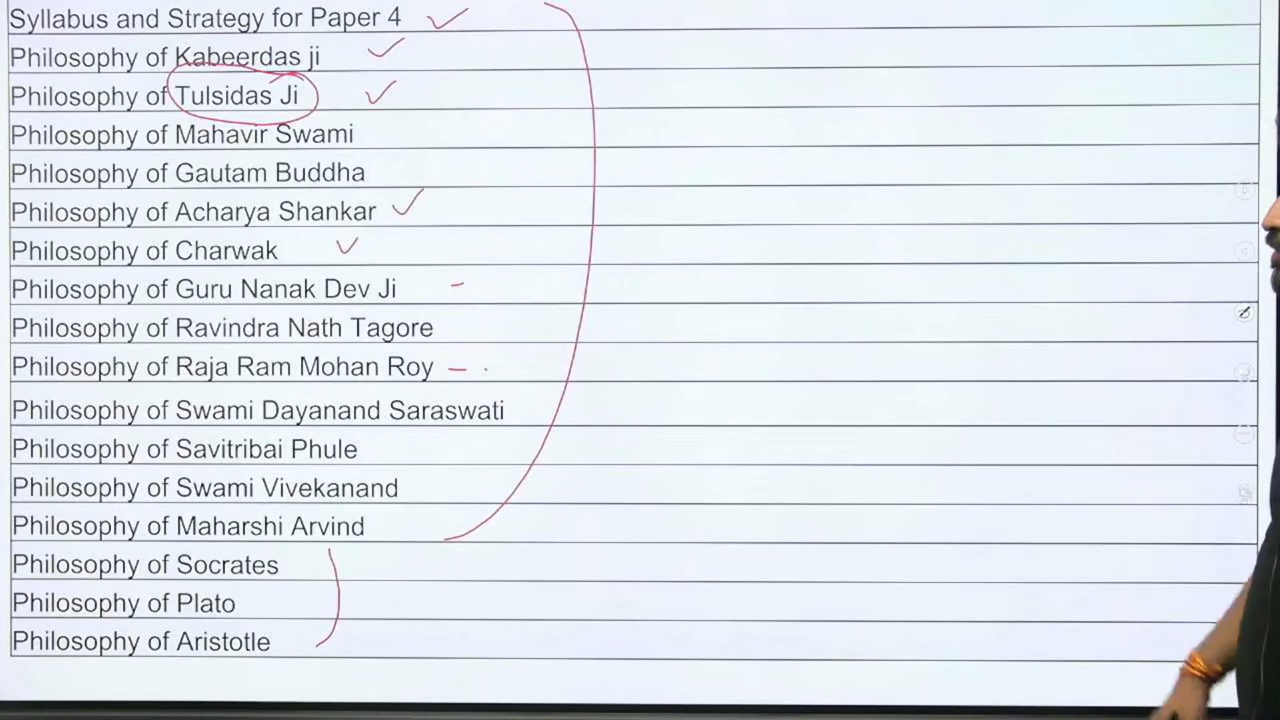 Syllabus and Strategy for Paper 4
Philosophy of Kabeerdas ji
Philosophy of Tulsidas Ji
Philosophy of Mahavir Swami
Philosophy of Gautam Buddha
Philosophy of Acharya Shankar
Philosophy of Charwak
Philosophy of Guru Nanak Dev Ji
Philosophy of Ravindra Nath Tagore
Philosophy of Raja Ram Mohan Roy
Philosophy of Swami Dayanand Saraswati
Philosophy of Savitribai Phule
Philosophy of Swami Vivekanand
Philosophy of Maharshi Arvind
Philosophy of Socrates
Philosophy of Plato
Philosophy of Aristotle